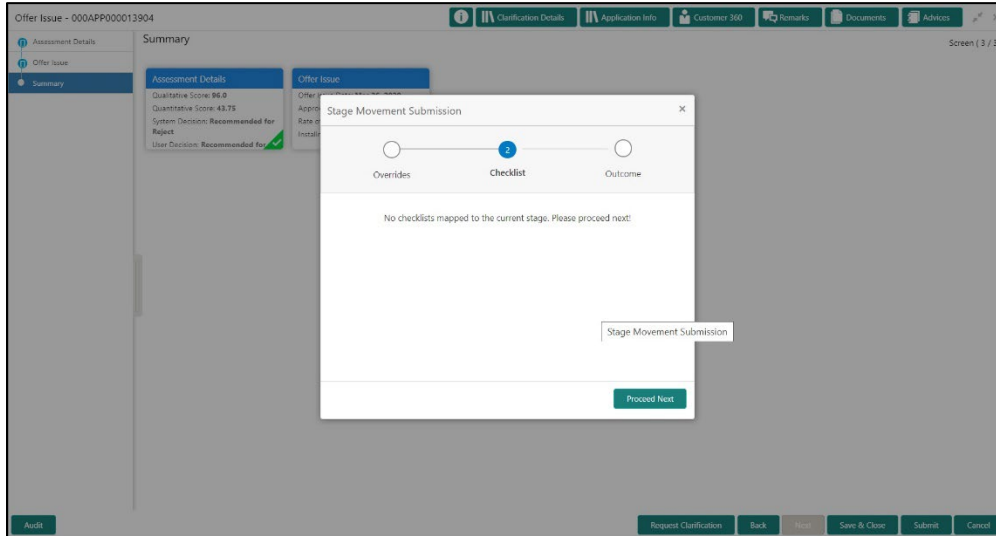 Offer Issue - 000APP000013904
Clarification Details
Application Info
Customer 360
Remarks
Documents
Advices
Assessment Details
Offer Issue
Summary
Summary
Screen ( 3 / 3
Assessment Details
Qualitative Score: 96.0
Quantitative Score: 43.75
System Decision: Recommended for
Reject
User Decision: Recommended for
Offer Issue
Stage Movement Submission
×
2
Overrides
Checklist
Outcome
No checklists mapped to the current stage. Please proceed next!
Stage Movement Submission
Proceed Next
Audit
Request Clarification
Back
Next
Save & Close
Submit
Cancel